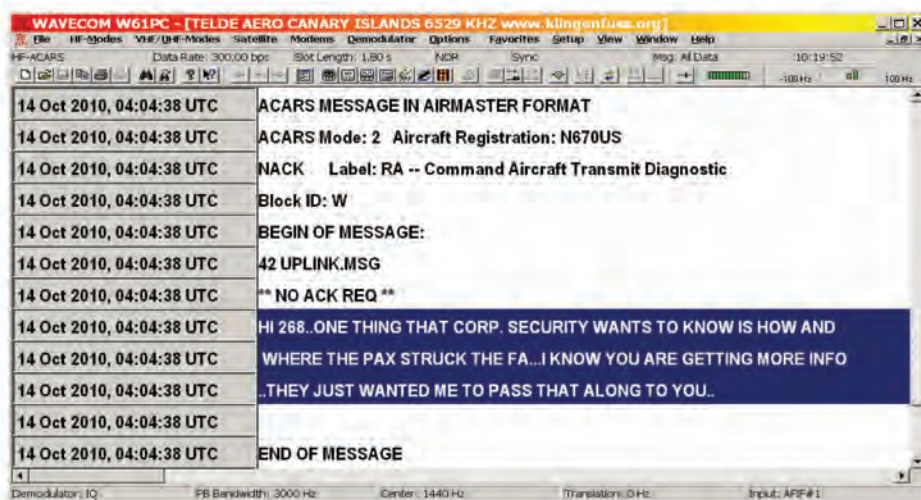 WAVECOM W61PC - [TELDE AERO CANARY ISLANDS 6529 KHZ www.klingenfuss.org]
File HF-Modes VHF/UHF-Modes Satellite Modems Demodulator Options Favorites Setup View Window Help
HF-ACARS Data Rate: 300,00 bps Slot Length: 1,80 s NOR Sync Msg: All Data 10:19:52
-100 Hz 100 Hz
14 Oct 2010, 04:04:38 UTC ACARS MESSAGE IN AIRMASTER FORMAT
14 Oct 2010, 04:04:38 UTC ACARS Mode: 2 Aircraft Registration: N670US
14 Oct 2010, 04:04:38 UTC NACK Label: RA -- Command Aircraft Transmit Diagnostic
14 Oct 2010, 04:04:38 UTC Block ID: W
14 Oct 2010, 04:04:38 UTC BEGIN OF MESSAGE:
14 Oct 2010, 04:04:38 UTC 42 UPLINK.MSG
14 Oct 2010, 04:04:38 UTC ** NO ACK REQ **
14 Oct 2010, 04:04:38 UTC HI 268..ONE THING THAT CORP. SECURITY WANTS TO KNOW IS HOW AND
14 Oct 2010, 04:04:38 UTC WHERE THE PAX STRUCK THE FA...I KNOW YOU ARE GETTING MORE INFO
14 Oct 2010, 04:04:38 UTC ..THEY JUST WANTED ME TO PASS THAT ALONG TO YOU..
14 Oct 2010, 04:04:38 UTC
14 Oct 2010, 04:04:38 UTC END OF MESSAGE
Demodulator: IQ PB Bandwidth: 3000 Hz Center: 1440 Hz Translation: 0 Hz Input: AFIF#1